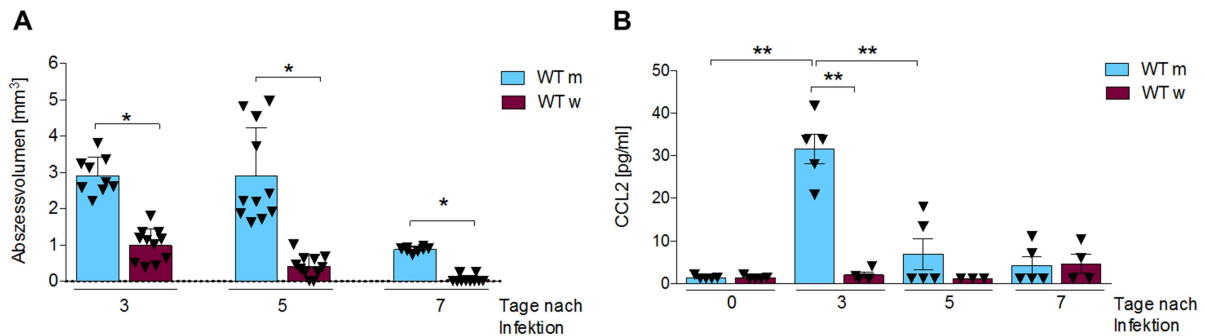 A
Abszessvolumen [mm³]
6
5
4
3
2
1
0
*
*
*
WT m
WT w
3
5
7
Tage nach
Infektion
B
CCL2 [pg/ml]
50
40
30
20
10
0
**
**
**
WT m
WT w
0
3
5
7
Tage nach
Infektion